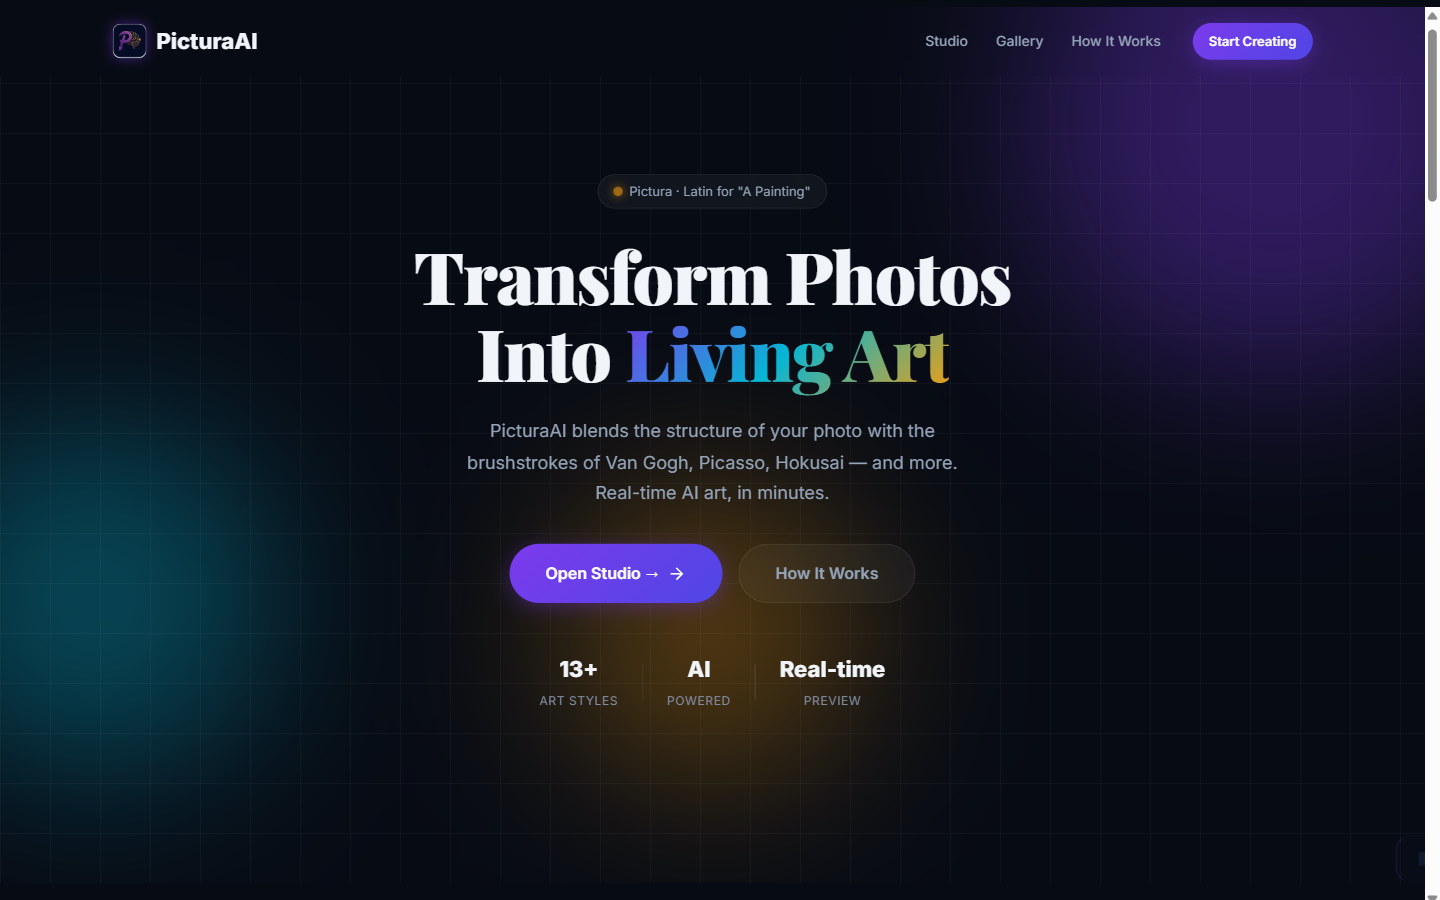 PicturaAI
Studio
Gallery
How It Works
Start Creating
Pictura · Latin for "A Painting"
Transform Photos
Into Living Art
PicturaAI blends the structure of your photo with the
brushstrokes of Van Gogh, Picasso, Hokusai — and more.
Real-time AI art, in minutes.
Open Studio → →
How It Works
13+
ART STYLES
AI
POWERED
Real-time
PREVIEW